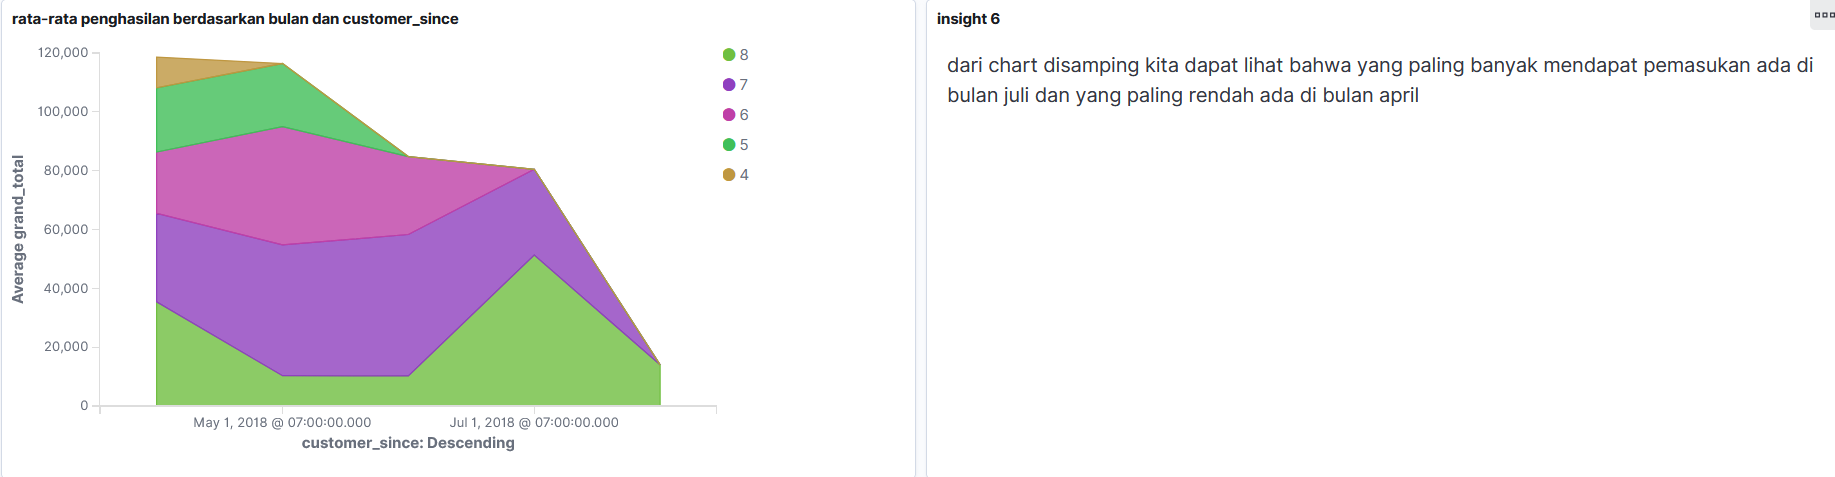 rata-rata penghasilan berdasarkan bulan dan customer_since
120,000
100,000
80,000
60,000
40,000
20,000
0
Average grand_total
May 1, 2018 @ 07:00:00.000
Jul 1, 2018 @ 07:00:00.000
customer_since: Descending
8
7
6
5
4
insight 6
dari chart disamping kita dapat lihat bahwa yang paling banyak mendapat pemasukan ada di
bulan juli dan yang paling rendah ada di bulan april